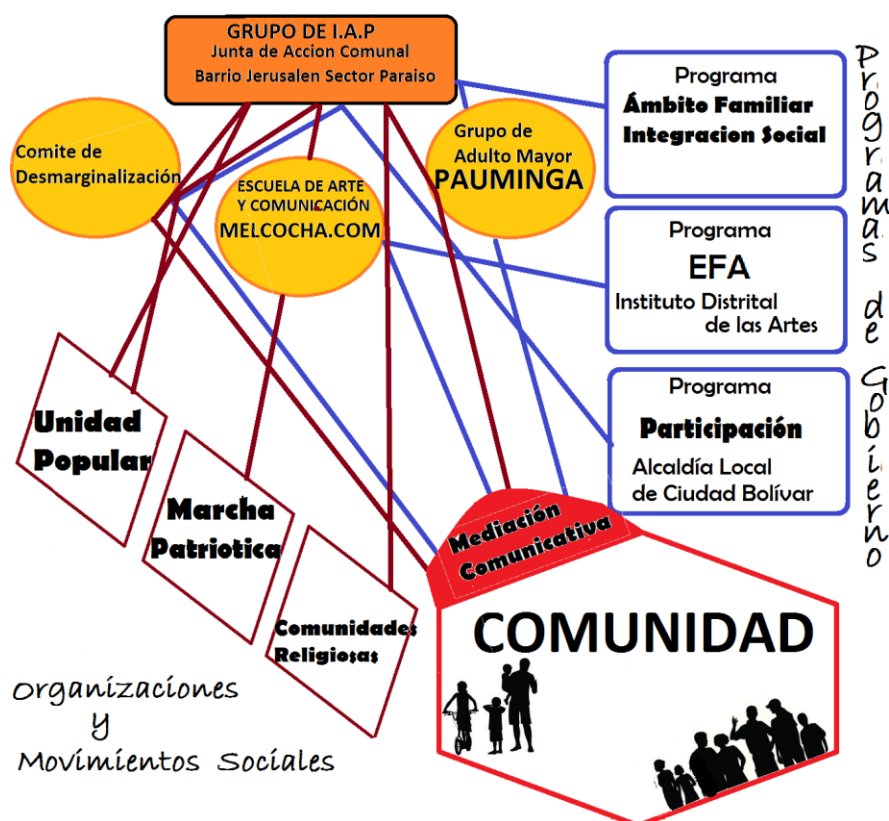 GRUPO DE I.A.P
Junta de Accion Comunal
Barrio Jerusalen Sector Paraiso
Comite de
Desmarginalización
ESCUELA DE ARTE
Y COMUNICACIÓN
MELCOCHA.COM
Grupo de
Adulto Mayor
PAUMINGA
Programa
Ámbito Familiar
Integracion Social
Programa
EFA
Instituto Distrital
de las Artes
Programa
Participación
Alcaldía Local
de Ciudad Bolívar
Programas de Gobierno
Unidad
Popular
Marcha
Patriotica
Comunidades
Religiosas
Organizaciones
y
Movimientos Sociales
Mediación
Comunicativa
COMUNIDAD